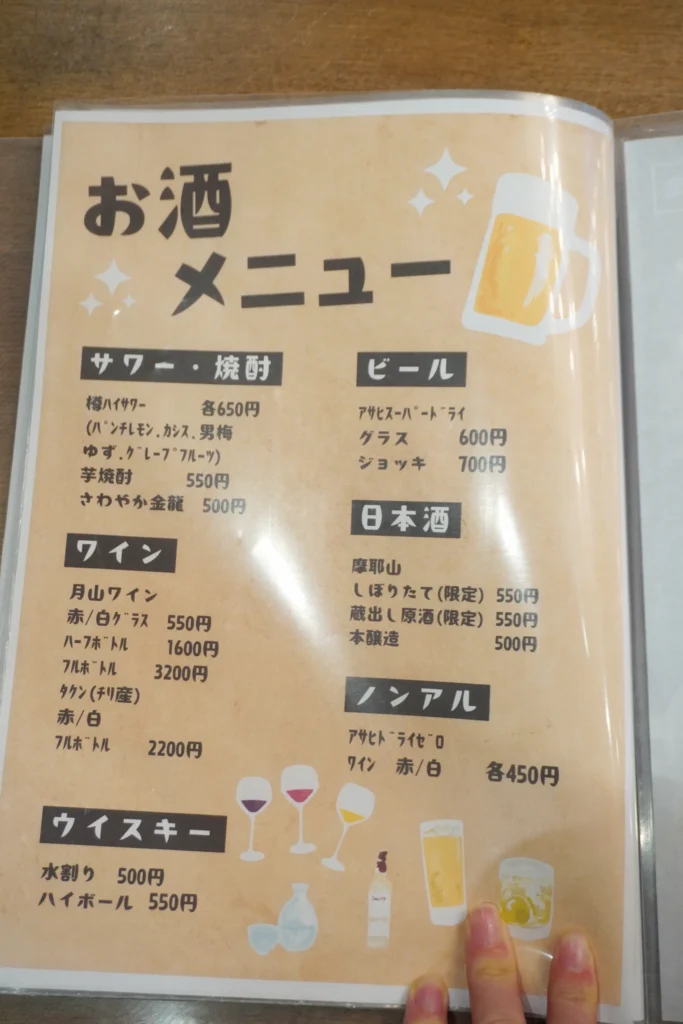 お酒
メニュー
サワー・焼酎
樽ﾊｲｻﾜｰ 各650円
(ﾊﾟﾝﾁﾚﾓﾝ.ｶｼｽ.男梅
ゆず.ｸﾞﾚｰﾌﾟﾌﾙｰﾂ)
芋焼酎 550円
さわやか金龍 500円
ワイン
月山ワイン
赤/白ｸﾞﾗｽ 550円
ﾊｰﾌﾎﾞﾄﾙ 1600円
ﾌﾙﾎﾞﾄﾙ 3200円
ﾀｸﾝ(ﾁﾘ産)
赤/白
ﾌﾙﾎﾞﾄﾙ 2200円
ウイスキー
水割り 500円
ハイボール 550円
ビール
ｱｻﾋｽｰﾊﾟｰﾄﾞﾗｲ
グラス 600円
ジョッキ 700円
日本酒
摩耶山
しぼりたて(限定) 550円
蔵出し原酒(限定) 550円
本醸造 500円
ノンアル
ｱｻﾋﾄﾞﾗｲｾﾞﾛ
ﾜｲﾝ 赤/白 各450円